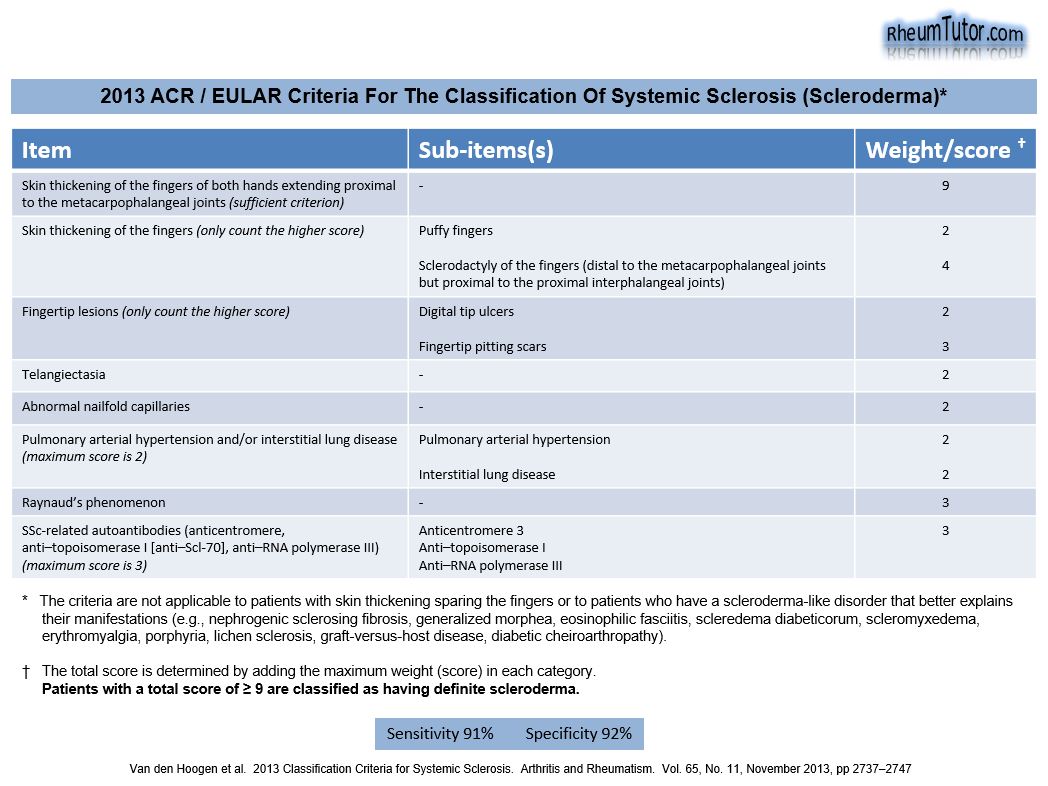 RheumTutor.com
2013 ACR / EULAR Criteria For The Classification Of Systemic Sclerosis (Scleroderma)*
Item Sub-items(s) Weight/score †
Skin thickening of the fingers of both hands extending proximal
to the metacarpophalangeal joints (sufficient criterion)
-
9
Skin thickening of the fingers (only count the higher score)
Puffy fingers
2
Sclerodactyly of the fingers (distal to the metacarpophalangeal joints
but proximal to the proximal interphalangeal joints)
4
Fingertip lesions (only count the higher score)
Digital tip ulcers
2
Fingertip pitting scars
3
Telangiectasia
-
2
Abnormal nailfold capillaries
-
2
Pulmonary arterial hypertension and/or interstitial lung disease
(maximum score is 2)
Pulmonary arterial hypertension
2
Interstitial lung disease
2
Raynaud’s phenomenon
-
3
SSc-related autoantibodies (anticentromere,
anti–topoisomerase I [anti–Scl-70], anti–RNA polymerase III)
(maximum score is 3)
Anticentromere 3
Anti–topoisomerase I
Anti–RNA polymerase III
3
* The criteria are not applicable to patients with skin thickening sparing the fingers or to patients who have a scleroderma-like disorder that better explains
their manifestations (e.g., nephrogenic sclerosing fibrosis, generalized morphea, eosinophilic fasciitis, scleredema diabeticorum, scleromyxedema,
erythromyalgia, porphyria, lichen sclerosis, graft-versus-host disease, diabetic cheiroarthropathy).
† The total score is determined by adding the maximum weight (score) in each category.
Patients with a total score of ≥ 9 are classified as having definite scleroderma.
Sensitivity 91% Specificity 92%
Van den Hoogen et al. 2013 Classification Criteria for Systemic Sclerosis. Arthritis and Rheumatism. Vol. 65, No. 11, November 2013, pp 2737–2747